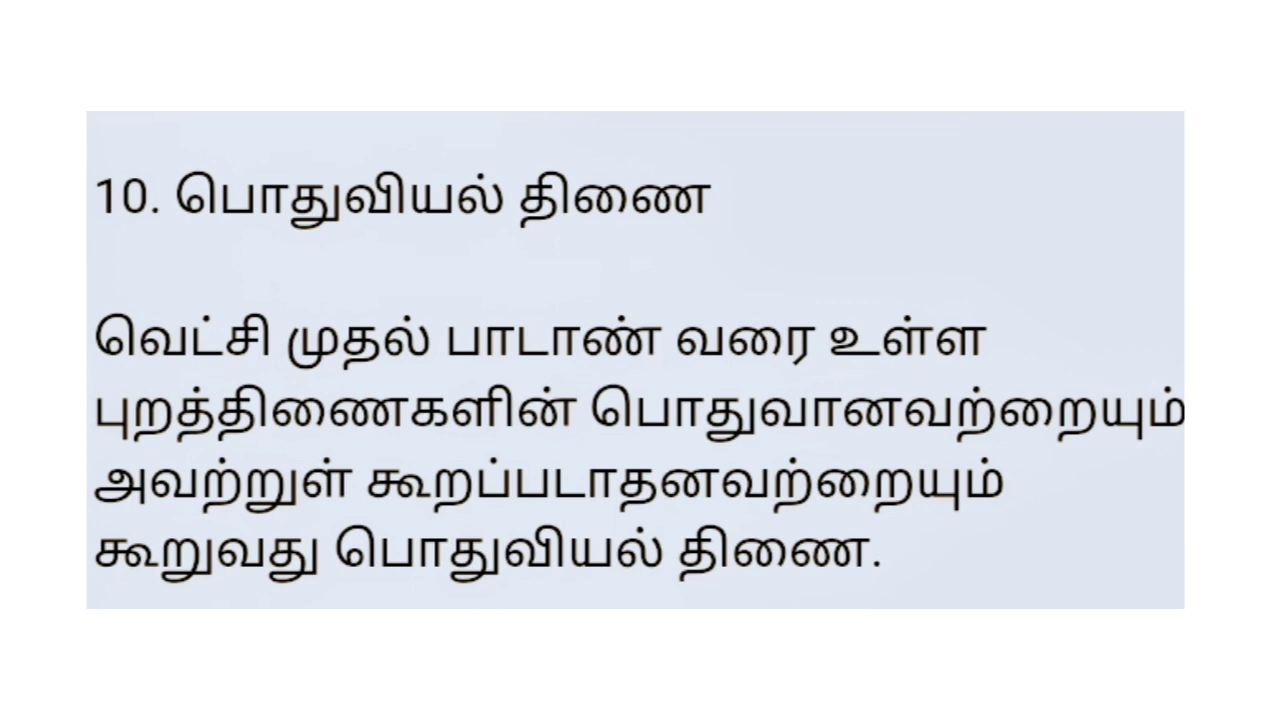 10. பொதுவியல் திணை
வெட்சி முதல் பாடாண் வரை உள்ள
புறத்திணைகளின் பொதுவானவற்றையும்
அவற்றுள் கூறப்படாதனவற்றையும்
கூறுவது பொதுவியல் திணை.